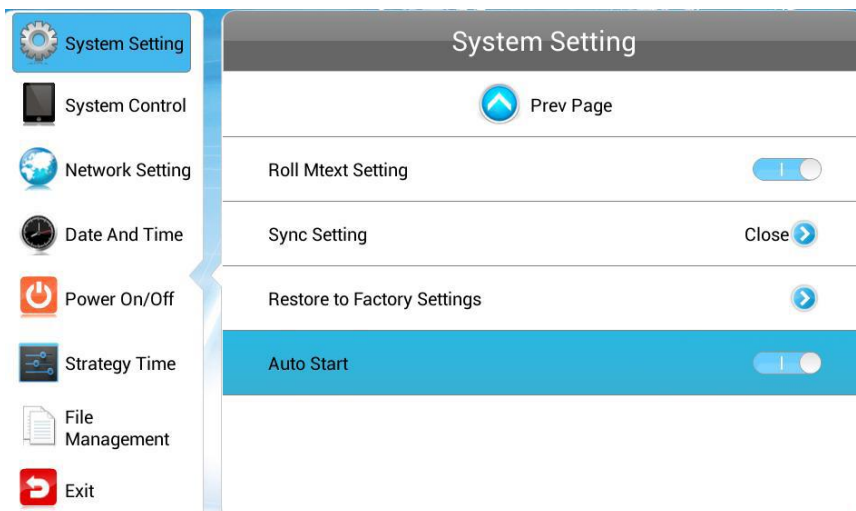 System Setting
System Control
Network Setting
Date And Time
Power On/Off
Strategy Time
File
Management
Exit
System Setting
Prev Page
Roll Mtext Setting
Sync Setting
Close
Restore to Factory Settings
Auto Start